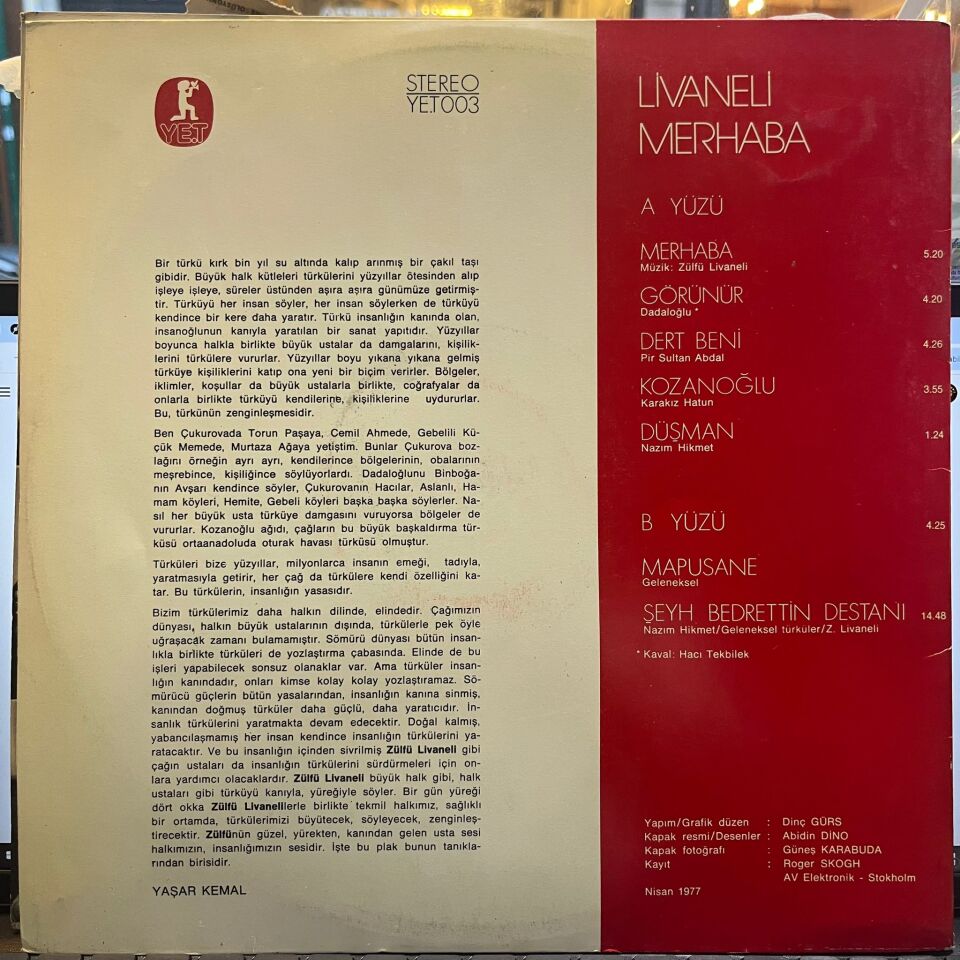 YE.T
STEREO
YET003
Bir türkü kırk bin yıl su altında kalıp arınmış bir çakıl taşı
gibidir. Büyük halk kütleleri türkülerini yüzyıllar ötesinden alıp
işleye işleye, süreler üstünden aşıra aşıra günümüze getirmiş-
tir. Türküyü her insan söyler, her insan söylerken de türküyü
kendince bir kere daha yaratır. Türkü insanlığın kanında olan,
insanoğlunun kanıyla yaratılan bir sanat yapıtıdır. Yüzyıllar
boyunca halkla birlikte büyük ustalar da damgalarını, kişilik-
lerini türkülere vururlar. Yüzyıllar boyu yıkana yıkana gelmiş
türküye kişiliklerini katıp ona yeni bir biçim verirler. Bölgeler,
iklimler, koşullar da büyük ustalarla birlikte, coğrafyalar da
onlarla birlikte türküyü kendilerine, kişiliklerine uydururlar.
Bu, türkünün zenginleşmesidir.
Ben Çukurovada Torun Paşaya, Cemil Ahmede, Gebelili Kü-
çük Memede, Murtaza Ağaya yetiştim. Bunlar Çukurova boz-
lağını örneğin ayrı ayrı, kendilerince bölgelerinin, obalarının
meşrebince, kişiliğince söylüyorlardı. Dadaloğlunu Binboğa-
nın Avşarı kendince söyler, Çukurovanın Hacılar, Aslanlı, Ha-
mam köyleri, Hemite, Gebeli köyleri başka başka söylerler. Na-
sıl her büyük usta türküye damgasını vuruyorsa bölgeler de
vururlar. Kozanoğlu ağıdı, çağların bu büyük başkaldırma tür-
küsü ortaanadoluda oturak havası türküsü olmuştur.
Türküleri bize yüzyıllar, milyonlarca insanın emeği, tadıyla,
yaratmasıyla getirir, her çağ da türkülere kendi özelliğini ka-
tar. Bu türkülerin, insanlığın yasasıdır.
Bizim türkülerimiz daha halkın dilinde, elindedir. Çağımızın
dünyası, halkın büyük ustalarının dışında, türkülerle pek öyle
uğraşacak zamanı bulamamıştır. Sömürü dünyası bütün insan-
lıkla birlikte türküleri de yozlaştırma çabasında. Elinde de bu
işleri yapabilecek sonsuz olanaklar var. Ama türküler insan-
lığın kanındadır, onları kimse kolay kolay yozlaştıramaz. Sö-
mürücü güçlerin bütün yasalarından, insanlığın kanına sinmiş,
kanından doğmuş türküler daha güçlü, daha yaratıcıdır. İn-
sanlık türkülerini yaratmakta devam edecektir. Doğal kalmış,
yabancılaşmamış her insan kendince insanlığın türkülerini ya-
ratacaktır. Ve bu insanlığın içinden sivrilmiş Zülfü Livaneli gibi
çağın ustaları da insanlığın türkülerini sürdürmeleri için on-
lara yardımcı olacaklardır. Zülfü Livaneli büyük halk gibi, halk
ustaları gibi türküyü kanıyla, yüreğiyle söyler. Bir gün yüreği
dört okka Zülfü Livanelilerle birlikte tekmil halkımız, sağlıklı
bir ortamda, türkülerimizi büyütecek, söyleyecek, zenginleş-
tirecektir. Zülfünün güzel, yürekten, kanından gelen usta sesi
halkımızın, insanlığımızın sesidir. İşte bu plak bunun tanıkla-
rından birisidir.
YAŞAR KEMAL
LİVANELİ
MERHABA
A YÜZÜ
MERHABA 5.20
Müzik: Zülfü Livaneli
GÖRÜNÜR 4.20
Dadaloğlu *
DERT BENİ 4.26
Pir Sultan Abdal
KOZANOĞLU 3.55
Karakız Hatun
DÜŞMAN 1.24
Nazım Hikmet
B YÜZÜ 4.25
MAPUSANE
Geleneksel
ŞEYH BEDRETTİN DESTANI 14.48
Nazım Hikmet/Geleneksel türküler/Z. Livaneli
* Kaval: Hacı Tekbilek
Yapım/Grafik düzen : Dinç GÜRS
Kapak resmi/Desenler : Abidin DİNO
Kapak fotoğrafı : Güneş KARABUDA
Kayıt : Roger SKOGH
AV Elektronik - Stokholm
Nisan 1977